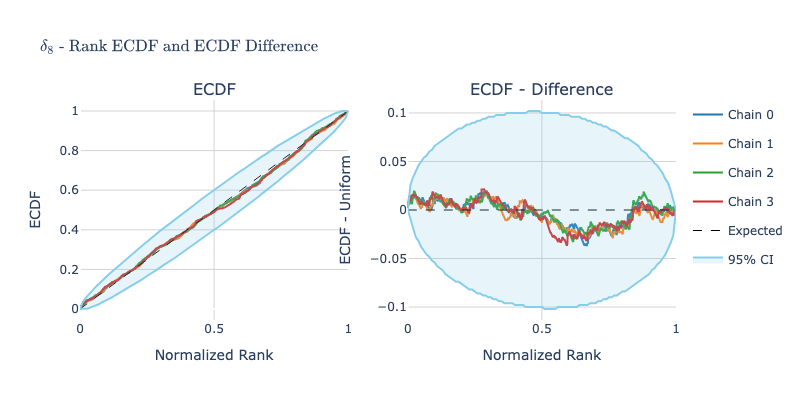 δ₈ - Rank ECDF and ECDF Difference
ECDF
ECDF
1
0.8
0.6
0.4
0.2
0
0
0.5
1
Normalized Rank
ECDF - Difference
ECDF - Uniform
0.1
0.05
0
−0.05
−0.1
0
0.5
1
Normalized Rank
Chain 0
Chain 1
Chain 2
Chain 3
Expected
95% CI